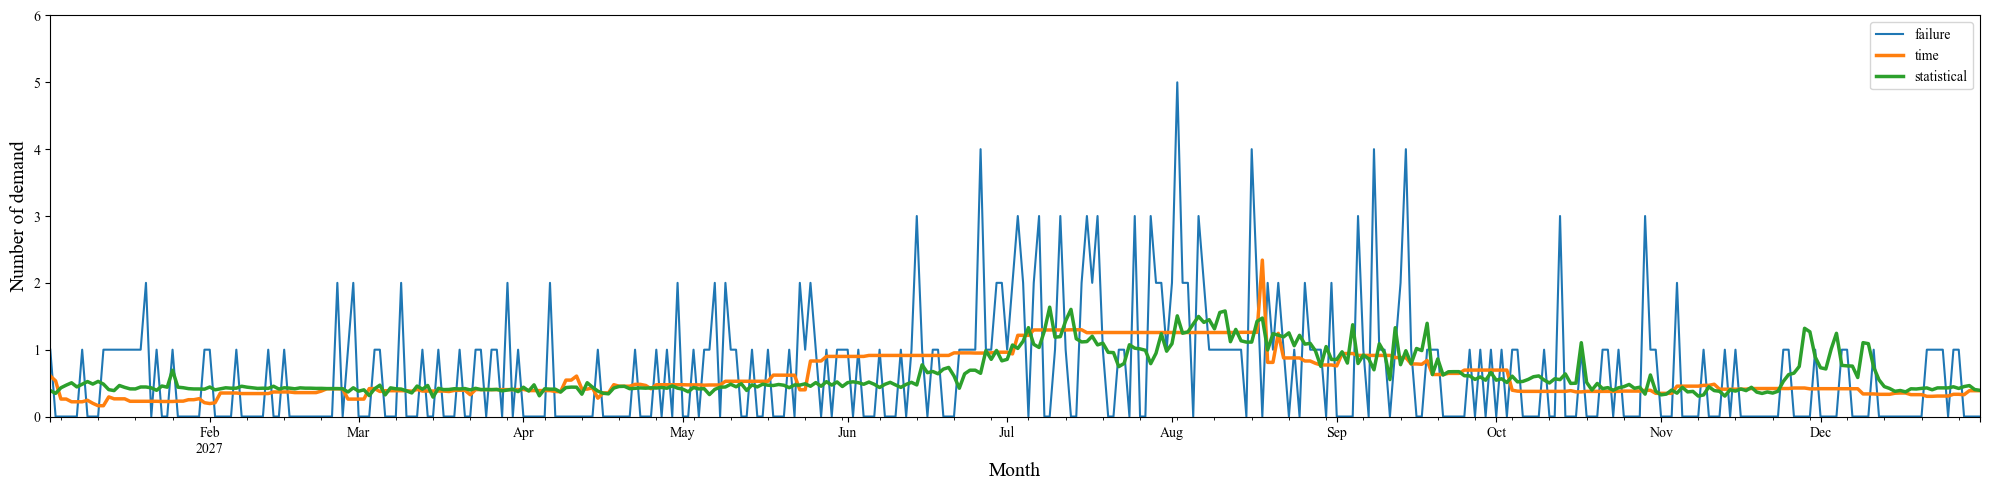 Number of demand
6
5
4
3
2
1
0
failure
time
statistical
Feb Mar Apr May Jun Jul Aug Sep Oct Nov Dec
2027
Month